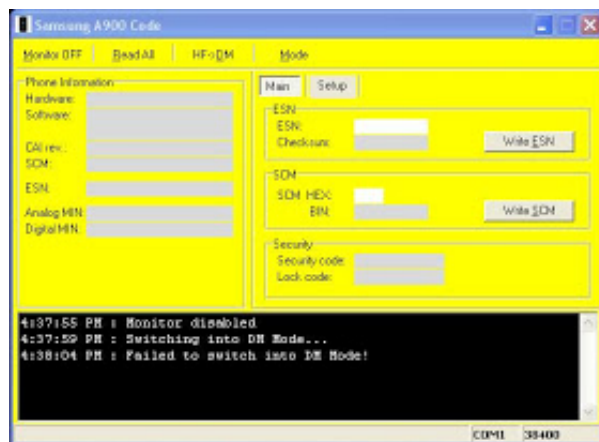 Samsung A900 Code
Monitor OFF Read All HF->DM Mode
Phone Information
Hardware:
Software:
CAI rev.:
SCM:
ESN:
Analog MIN:
Digital MIN:
Main Setup
ESN
ESN:
Checksum:
Write ESN
SCM
SCM HEX:
BIN:
Write SCM
Security
Security code:
Lock code:
4:37:55 PM : Monitor disabled
4:37:59 PM : Switching into DM Mode...
4:38:04 PM : Failed to switch into DM Mode!
COM1 38400